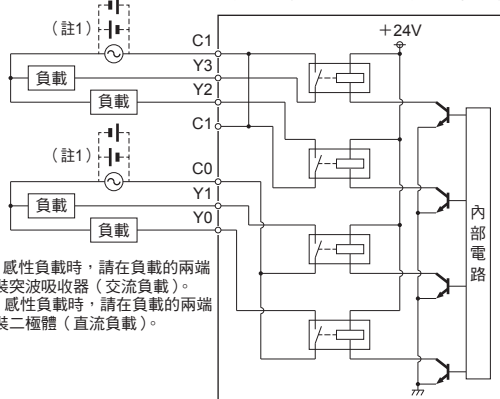 +24V
(註1)
C1
Y3
負載
Y2
負載
C1
(註1)
C0
Y1
負載
Y0
負載
內部電路
感性負載時,請在負載的兩端
裝突波吸收器(交流負載)。
感性負載時,請在負載的兩端
裝二極體(直流負載)。